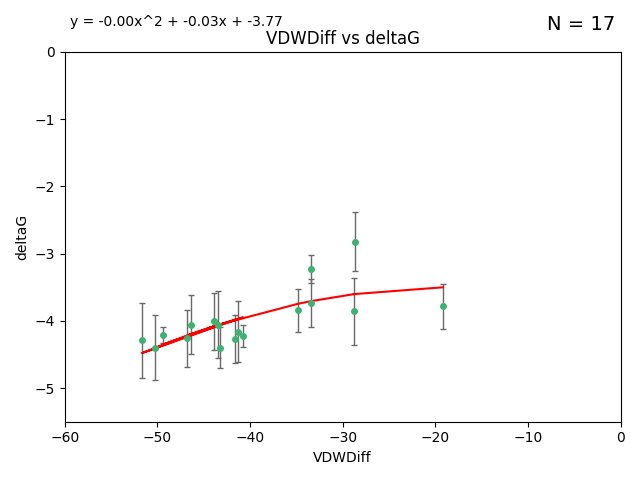 y = -0.00x^2 + -0.03x + -3.77
N = 17
VDWDiff vs deltaG
0
−1
−2
−3
−4
−5
deltaG
−60 −50 −40 −30 −20 −10 0
VDWDiff